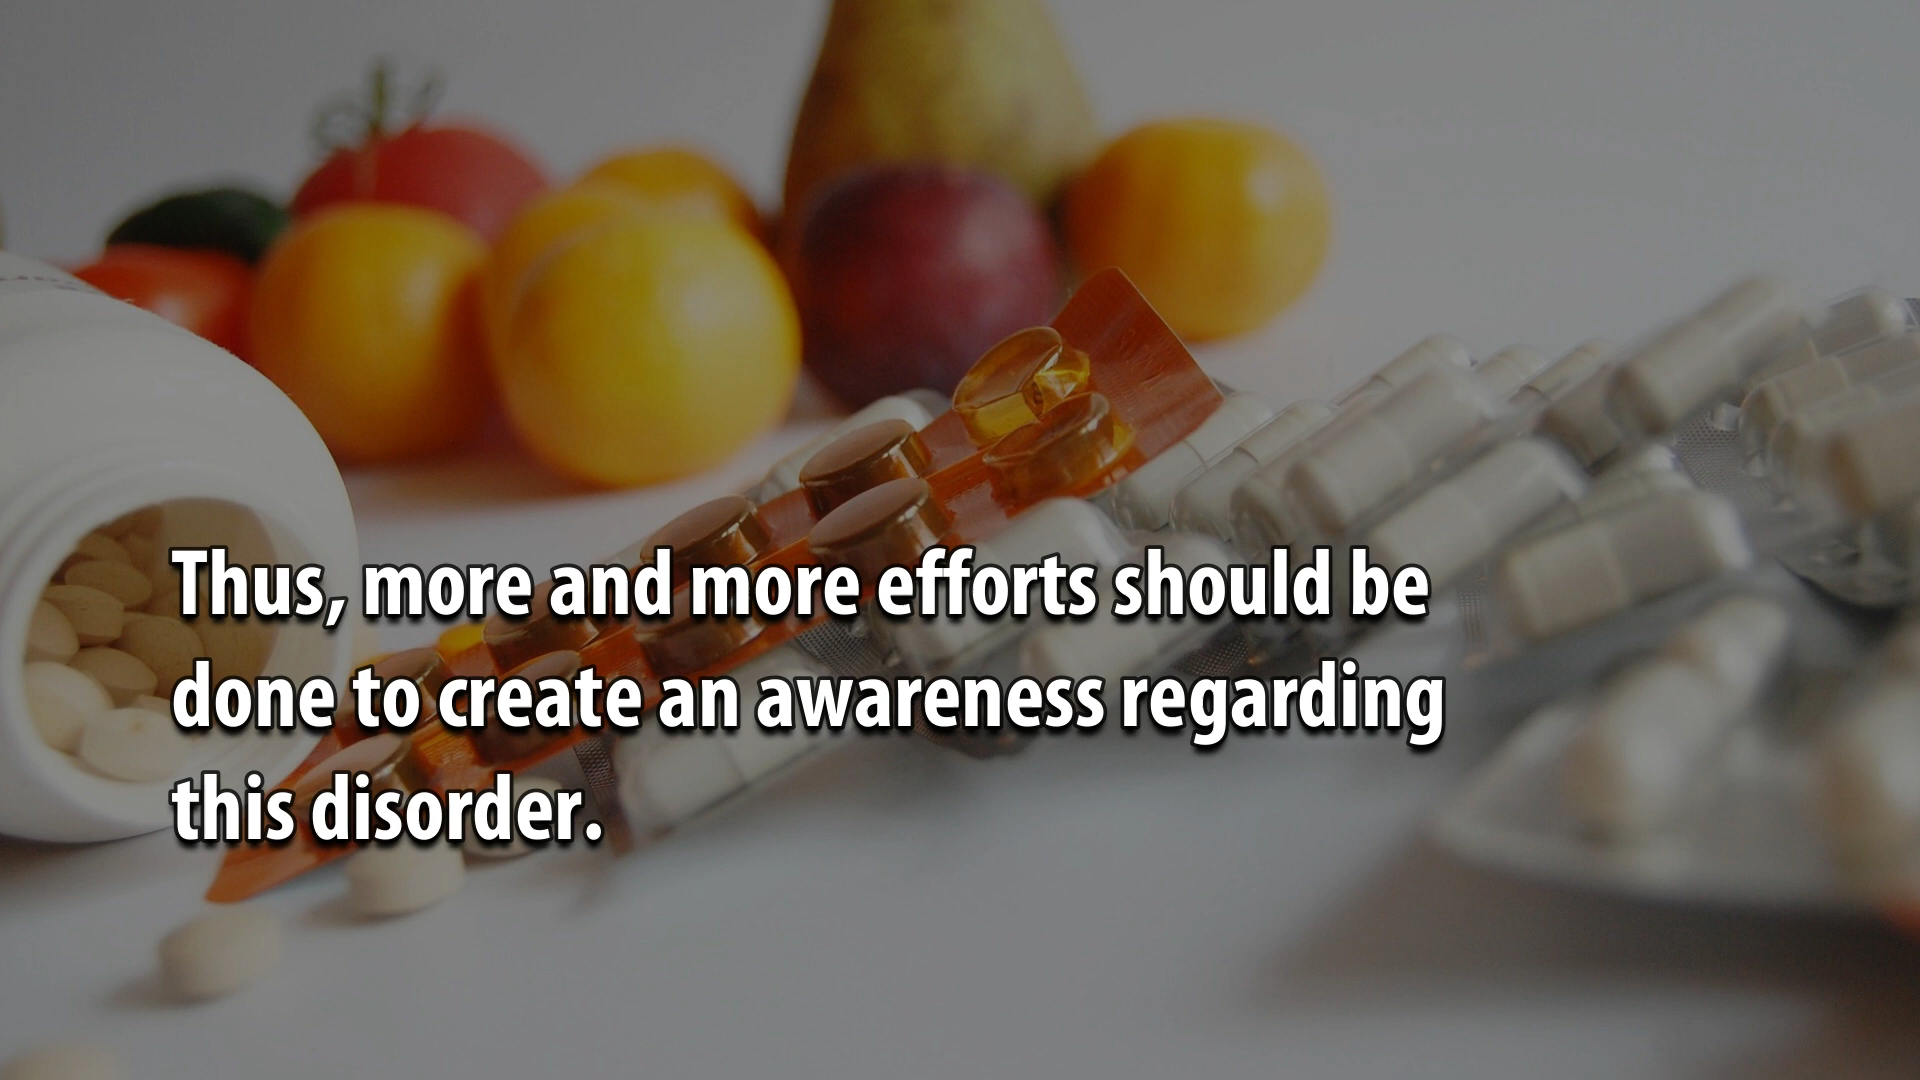 Thus, more and more efforts should be
done to create an awareness regarding
this disorder.